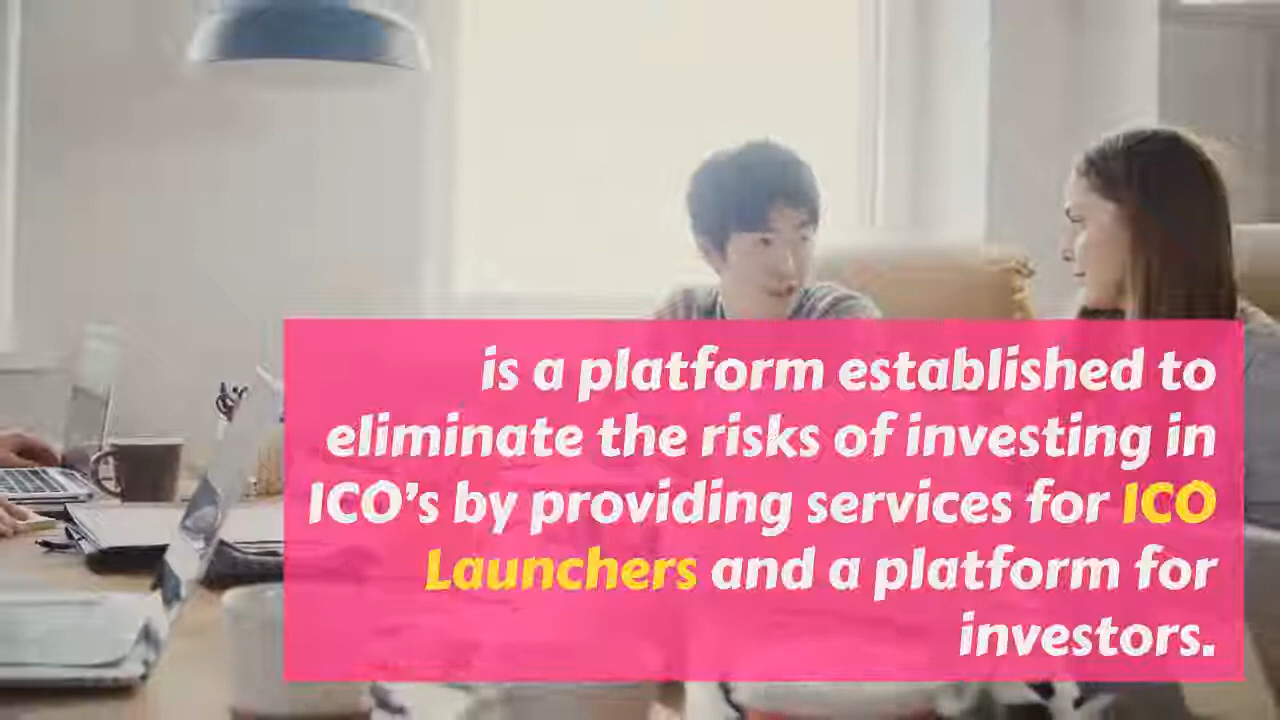 is a platform established to
eliminate the risks of investing in
ICO's by providing services for ICO
Launchers and a platform for
investors.